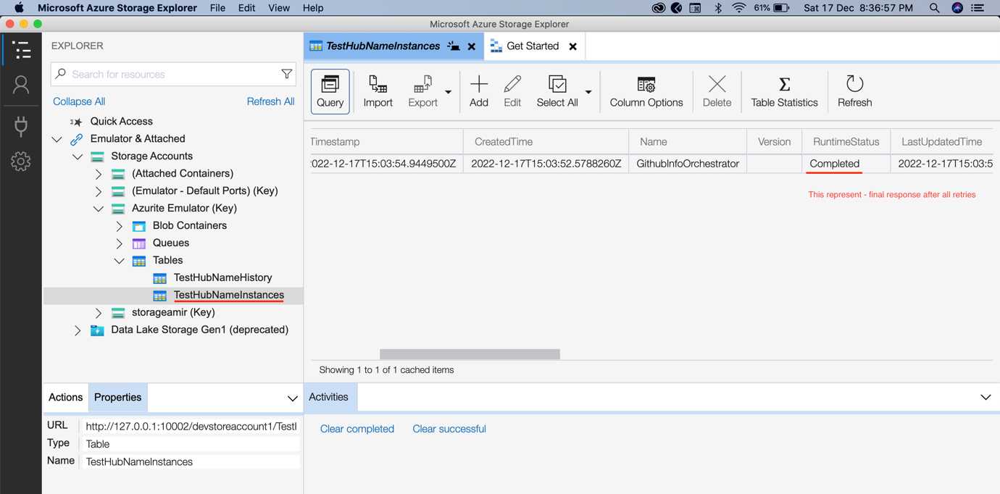 Microsoft Azure Storage Explorer File Edit View Help 61% Sat 17 Dec 8:36:57 PM
Microsoft Azure Storage Explorer
EXPLORER
Search for resources
Collapse All Refresh All
Quick Access
Emulator & Attached
Storage Accounts
(Attached Containers)
(Emulator - Default Ports) (Key)
Azurite Emulator (Key)
Blob Containers
Queues
Tables
TestHubNameHistory
TestHubNameInstances
storageamir (Key)
Data Lake Storage Gen1 (deprecated)
Actions Properties
URL http://127.0.0.1:10002/devstoreaccount1/Test
Type Table
Name TestHubNameInstances
TestHubNameInstances Get Started
Query Import Export Add Edit Select All Column Options Delete Table Statistics Refresh
Timestamp CreatedTime Name Version RuntimeStatus LastUpdatedTime
022-12-17T15:03:54.9449500Z 2022-12-17T15:03:52.5788260Z GithubInfoOrchestrator Completed 2022-12-17T15:03:5
This represent - final response after all retries
Showing 1 to 1 of 1 cached items
Activities
Clear completed Clear successful